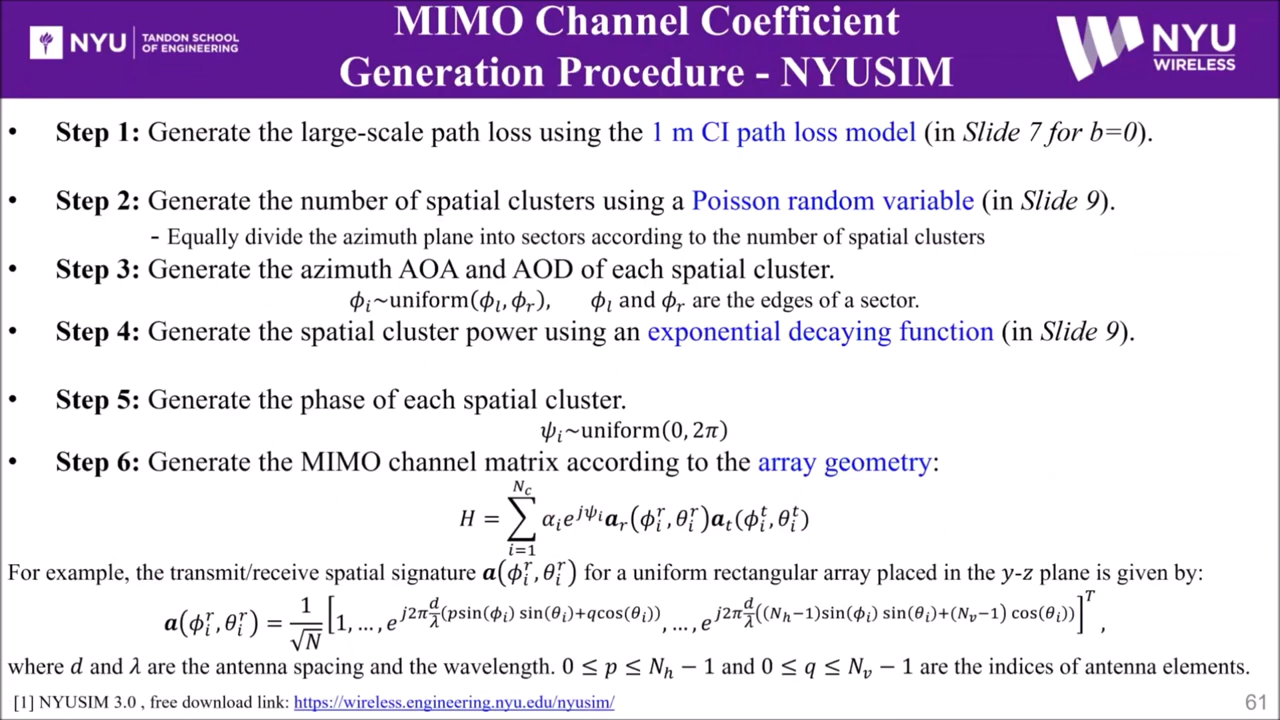 NYU TANDON SCHOOL OF ENGINEERING
MIMO Channel Coefficient
Generation Procedure - NYUSIM
NYU WIRELESS
• Step 1: Generate the large-scale path loss using the 1 m CI path loss model (in Slide 7 for b=0).
• Step 2: Generate the number of spatial clusters using a Poisson random variable (in Slide 9).
- Equally divide the azimuth plane into sectors according to the number of spatial clusters
• Step 3: Generate the azimuth AOA and AOD of each spatial cluster.
ϕ_i~uniform(ϕ_l, ϕ_r), ϕ_l and ϕ_r are the edges of a sector.
• Step 4: Generate the spatial cluster power using an exponential decaying function (in Slide 9).
• Step 5: Generate the phase of each spatial cluster.
ψ_i~uniform(0, 2π)
• Step 6: Generate the MIMO channel matrix according to the array geometry:
H = ∑_{i=1}^{N_c} α_i e^{jψ_i} a_r(ϕ_i^r, θ_i^r) a_t(ϕ_i^t, θ_i^t)
For example, the transmit/receive spatial signature a(ϕ_i^r, θ_i^r) for a uniform rectangular array placed in the y-z plane is given by:
a(ϕ_i^r, θ_i^r) = 1/√N [1, …, e^{j2π d/λ (psin(ϕ_i) sin(θ_i)+qcos(θ_i))}, …, e^{j2π d/λ ((N_h−1)sin(ϕ_i) sin(θ_i)+(N_v−1) cos(θ_i))}]^T,
where d and λ are the antenna spacing and the wavelength. 0 ≤ p ≤ N_h − 1 and 0 ≤ q ≤ N_v − 1 are the indices of antenna elements.
[1] NYUSIM 3.0 , free download link: https://wireless.engineering.nyu.edu/nyusim/
61